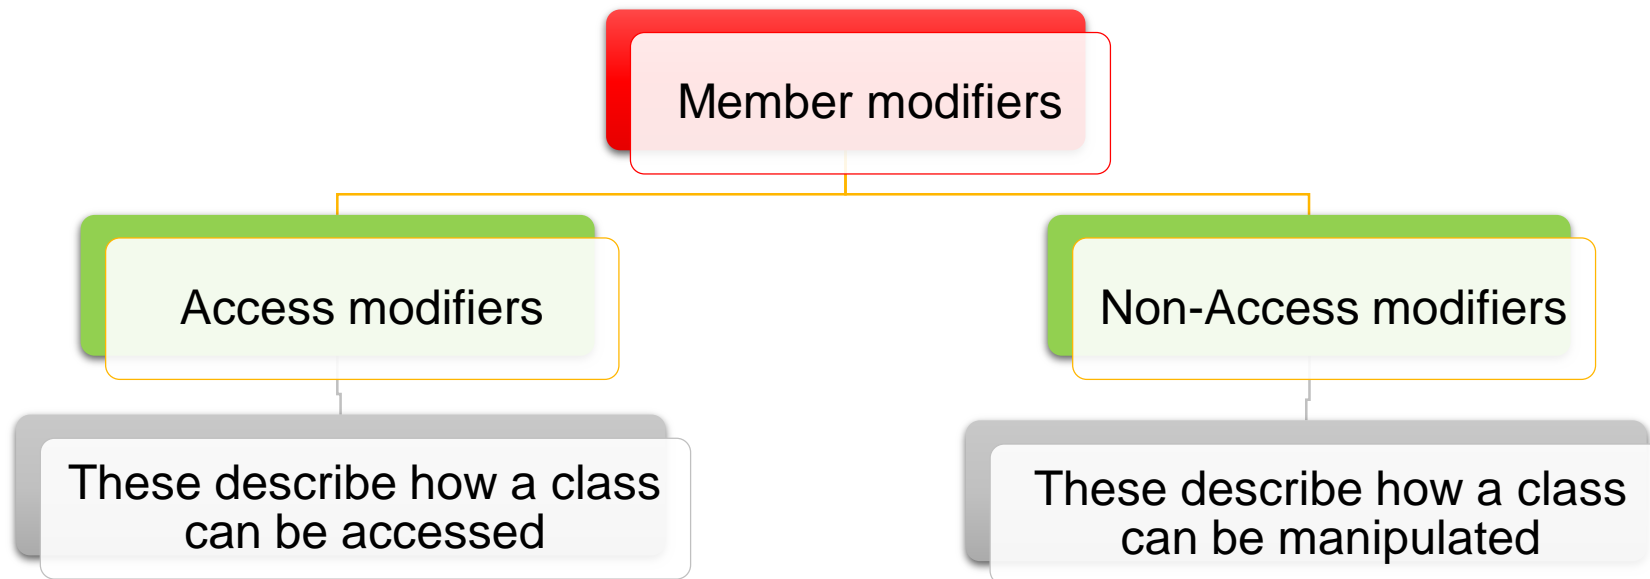 Member modifiers
Access modifiers
Non-Access modifiers
These describe how a class
can be accessed
These describe how a class
can be manipulated